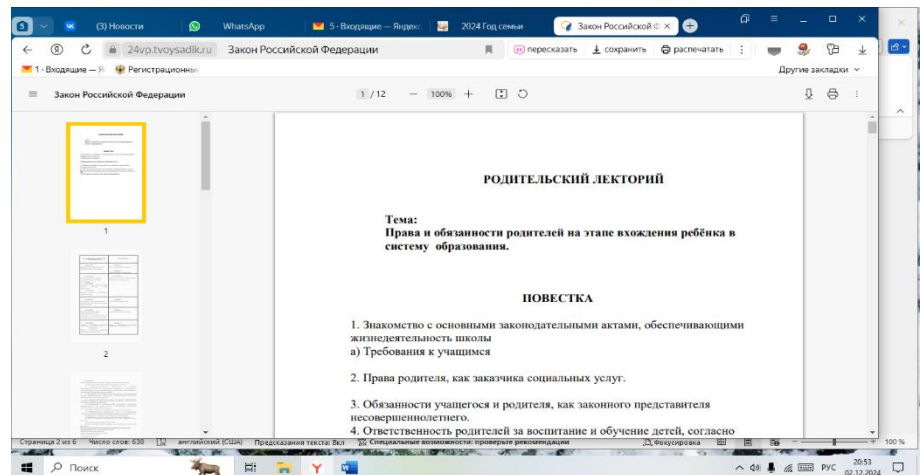 5
(3) Новости
WhatsApp
5 · Входящие — Яндекс
2024 Год семьи
Закон Российской Ф
24vp.tvoysadik.ru
Закон Российской Федерации
пересказать
сохранить
распечатать
1 · Входящие — Я
Регистрационны
Другие закладки
Закон Российской Федерации
1 / 12
100%
РОДИТЕЛЬСКИЙ ЛЕКТОРИЙ
Тема:
Права и обязанности родителей на этапе вхождения ребёнка в
систему образования.
1
ПОВЕСТКА
1. Знакомство с основными законодательными актами, обеспечивающими
жизнедеятельность школы
а) Требования к учащимся
2
2. Права родителя, как заказчика социальных услуг.
3. Обязанности учащегося и родителя, как законного представителя
несовершеннолетнего.
4. Ответственность родителей за воспитание и обучение детей, согласно
Страница 2 из 6 Число слов: 638 английский (США) Предсказания текста: Вкл Специальные возможности: проверьте рекомендации Фокусировка 100 %
Поиск
РУС
20:53
02.12.2024